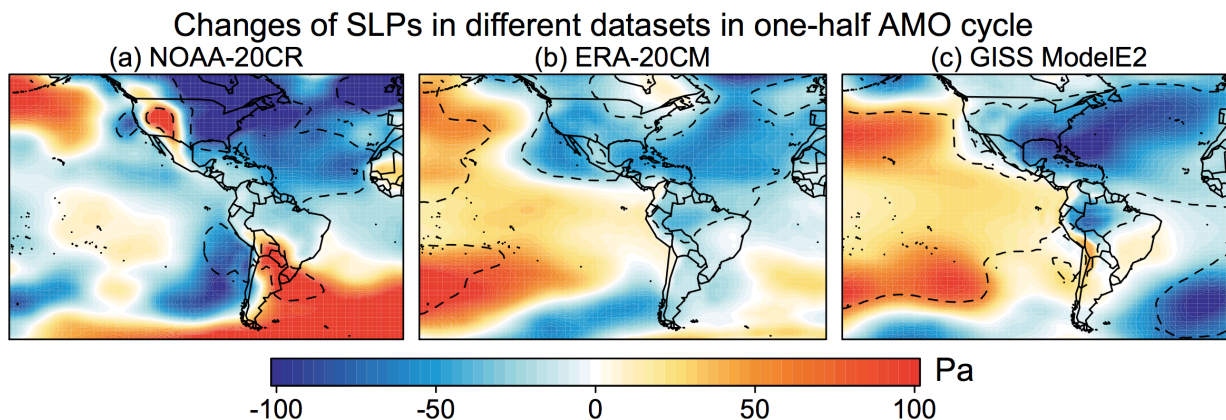 Changes of SLPs in different datasets in one-half AMO cycle
(a) NOAA-20CR (b) ERA-20CM (c) GISS ModelE2
Pa
-100 -50 0 50 100